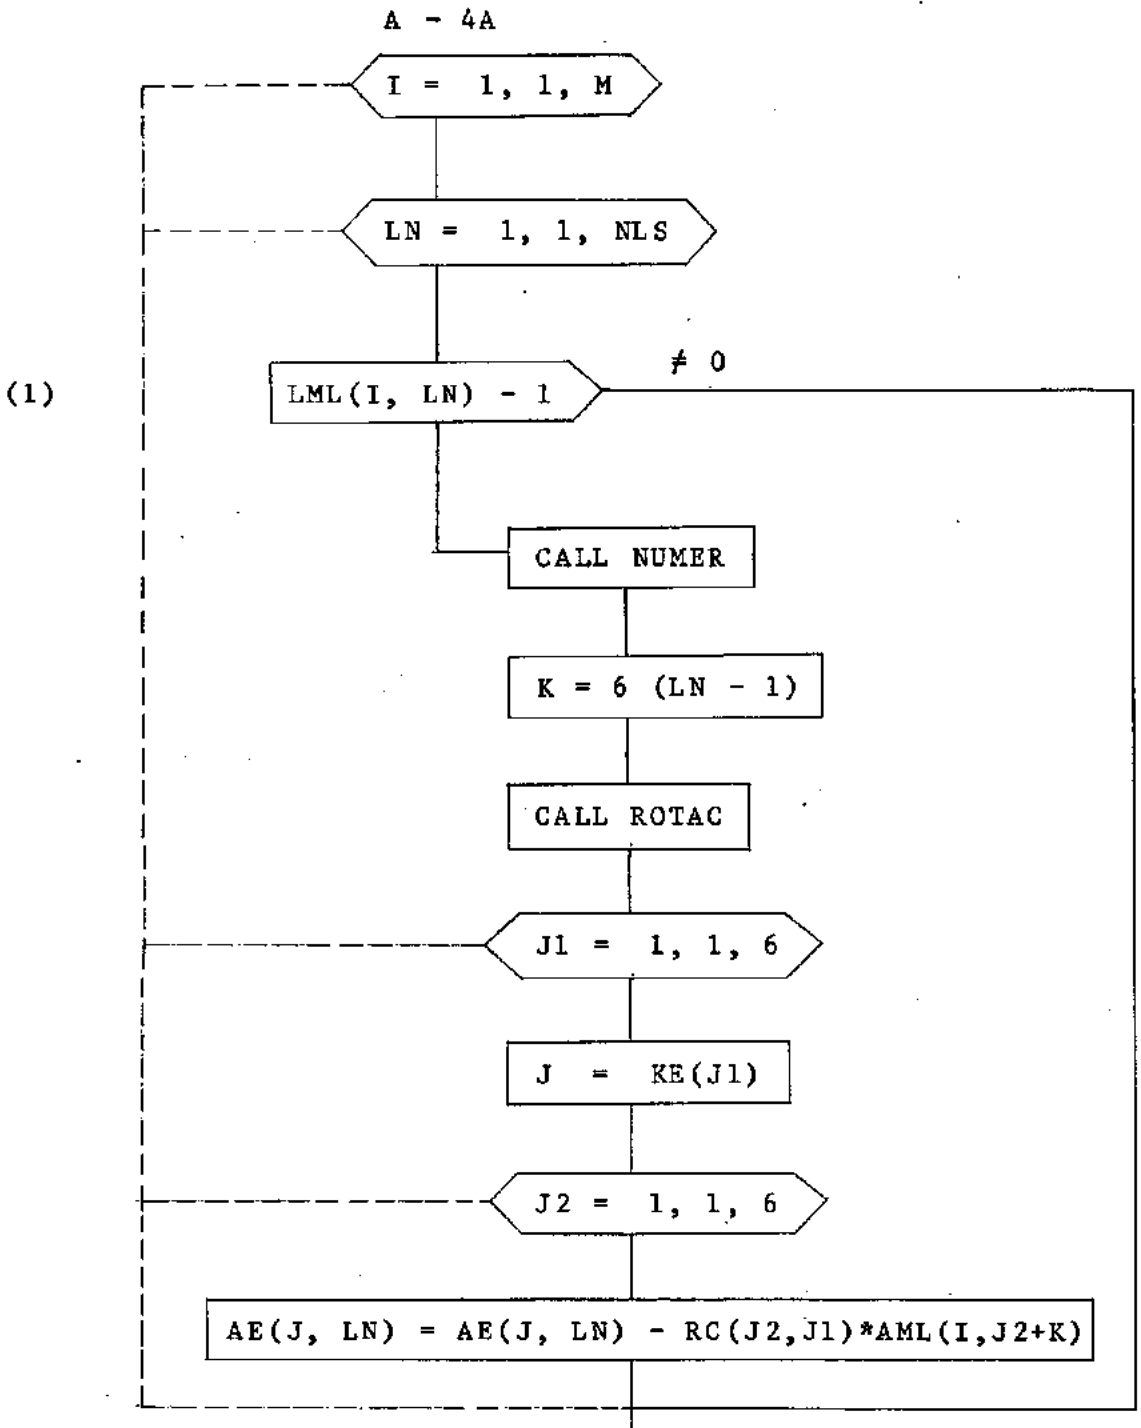 A - 4A
I = 1, 1, M
LN = 1, 1, NLS
≠ 0
(1)
LML(I, LN) - 1
CALL NUMER
K = 6 (LN - 1)
CALL ROTAC
J1 = 1, 1, 6
J = KE(J1)
J2 = 1, 1, 6
AE(J, LN) = AE(J, LN) - RC(J2,J1)*AML(I,J2+K)